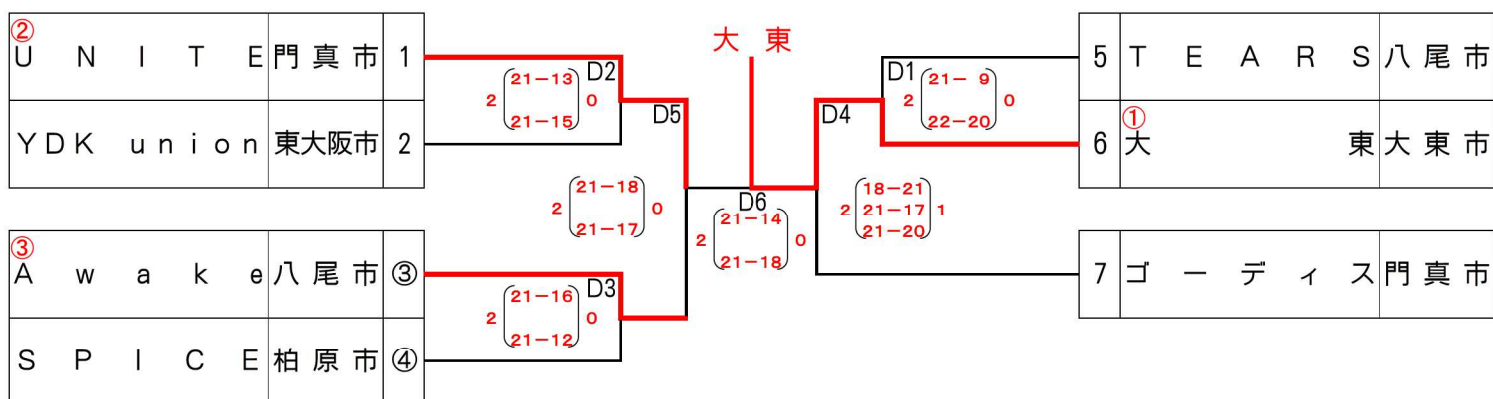 ②
UNITE 門真市 1
YDK union 東大阪市 2
③
Awake 八尾市 ③
SPICE 柏原市 ④
D2
21-13
2 0
21-15
D5
21-18
2 0
21-17
D3
21-16
2 0
21-12
大東
D6
21-14
2 0
21-18
D4
18-21
2 21-17 1
21-20
D1
21- 9
2 0
22-20
5 TEARS 八尾市
①
6 大東 大東市
7 ゴーディス 門真市